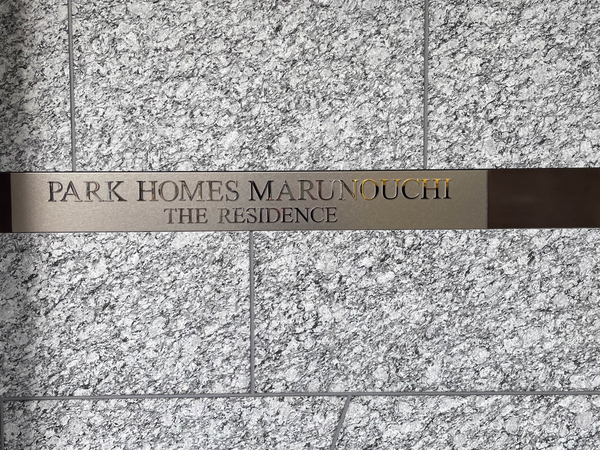 PARK HOMES MARUNOUCHI
THE RESIDENCE